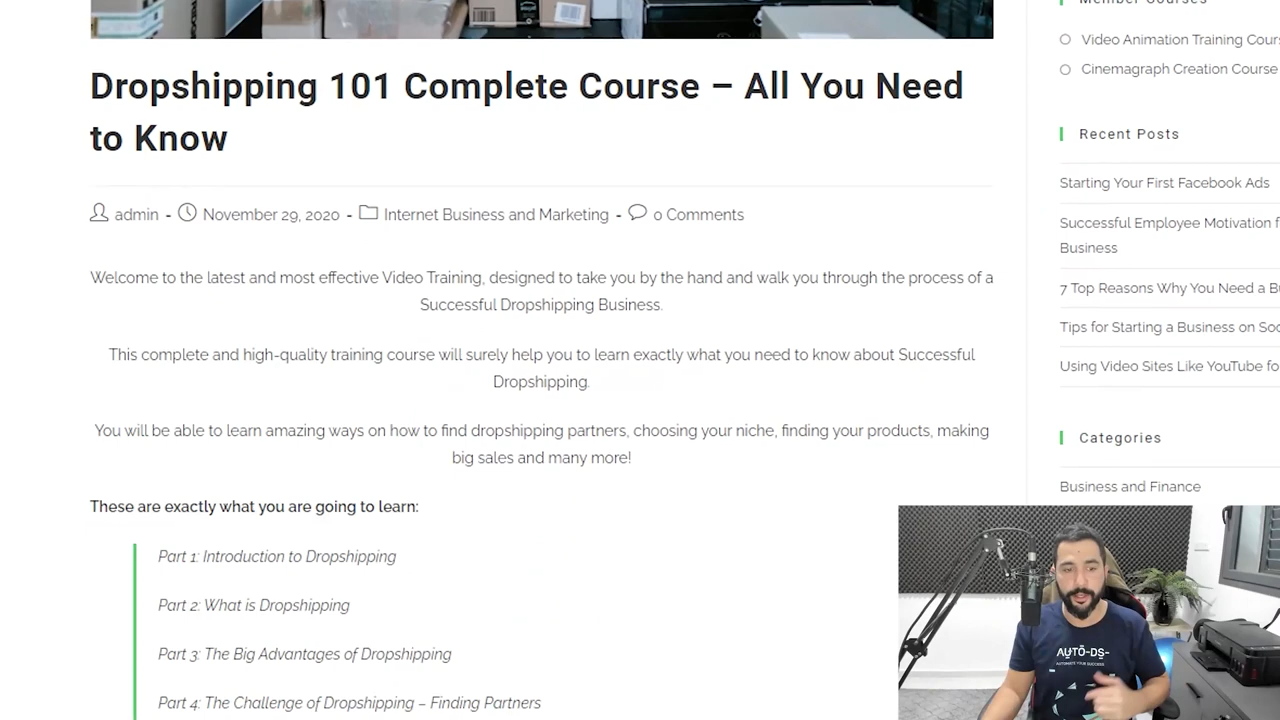 Member Courses
Video Animation Training Cour
Cinemagraph Creation Course
Dropshipping 101 Complete Course – All You Need
to Know
admin - November 29, 2020 - Internet Business and Marketing - 0 Comments
Welcome to the latest and most effective Video Training, designed to take you by the hand and walk you through the process of a
Successful Dropshipping Business.
This complete and high-quality training course will surely help you to learn exactly what you need to know about Successful
Dropshipping.
You will be able to learn amazing ways on how to find dropshipping partners, choosing your niche, finding your products, making
big sales and many more!
These are exactly what you are going to learn:
Part 1: Introduction to Dropshipping
Part 2: What is Dropshipping
Part 3: The Big Advantages of Dropshipping
Part 4: The Challenge of Dropshipping – Finding Partners
Recent Posts
Starting Your First Facebook Ads
Successful Employee Motivation f
Business
7 Top Reasons Why You Need a B
Tips for Starting a Business on Soc
Using Video Sites Like YouTube fo
Categories
Business and Finance
AUTO-DS-
AUTOMATE YOUR SUCCESS